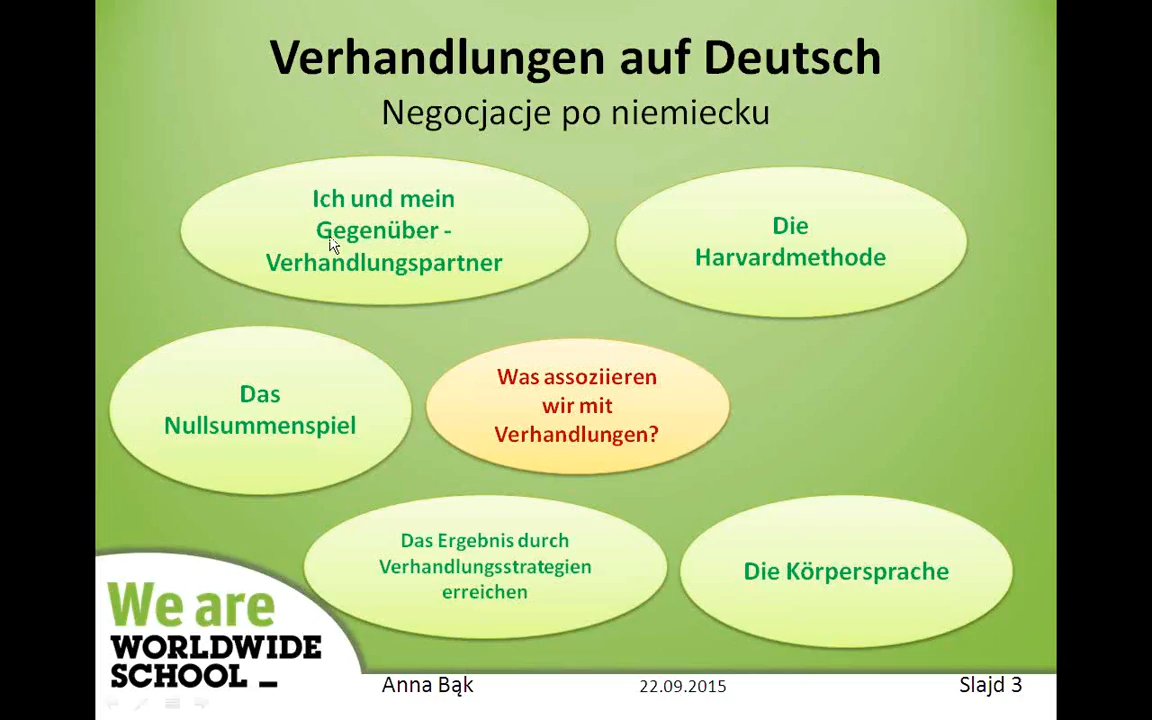 Verhandlungen auf Deutsch
Negocjacje po niemiecku
Ich und mein
Gegenüber -
Verhandlungspartner
Die
Harvardmethode
Das
Nullsummenspiel
Was assoziieren
wir mit
Verhandlungen?
Das Ergebnis durch
Verhandlungsstrategien
erreichen
Die Körpersprache
We are
WORLDWIDE
SCHOOL _
Anna Bąk
22.09.2015
Slajd 3